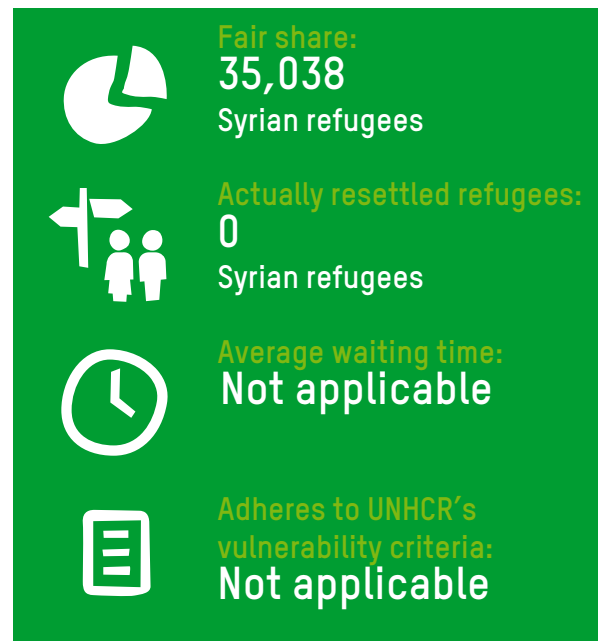 Fair share:
35,038
Syrian refugees
Actually resettled refugees:
0
Syrian refugees
Average waiting time:
Not applicable
Adheres to UNHCR′s
vulnerability criteria:
Not applicable